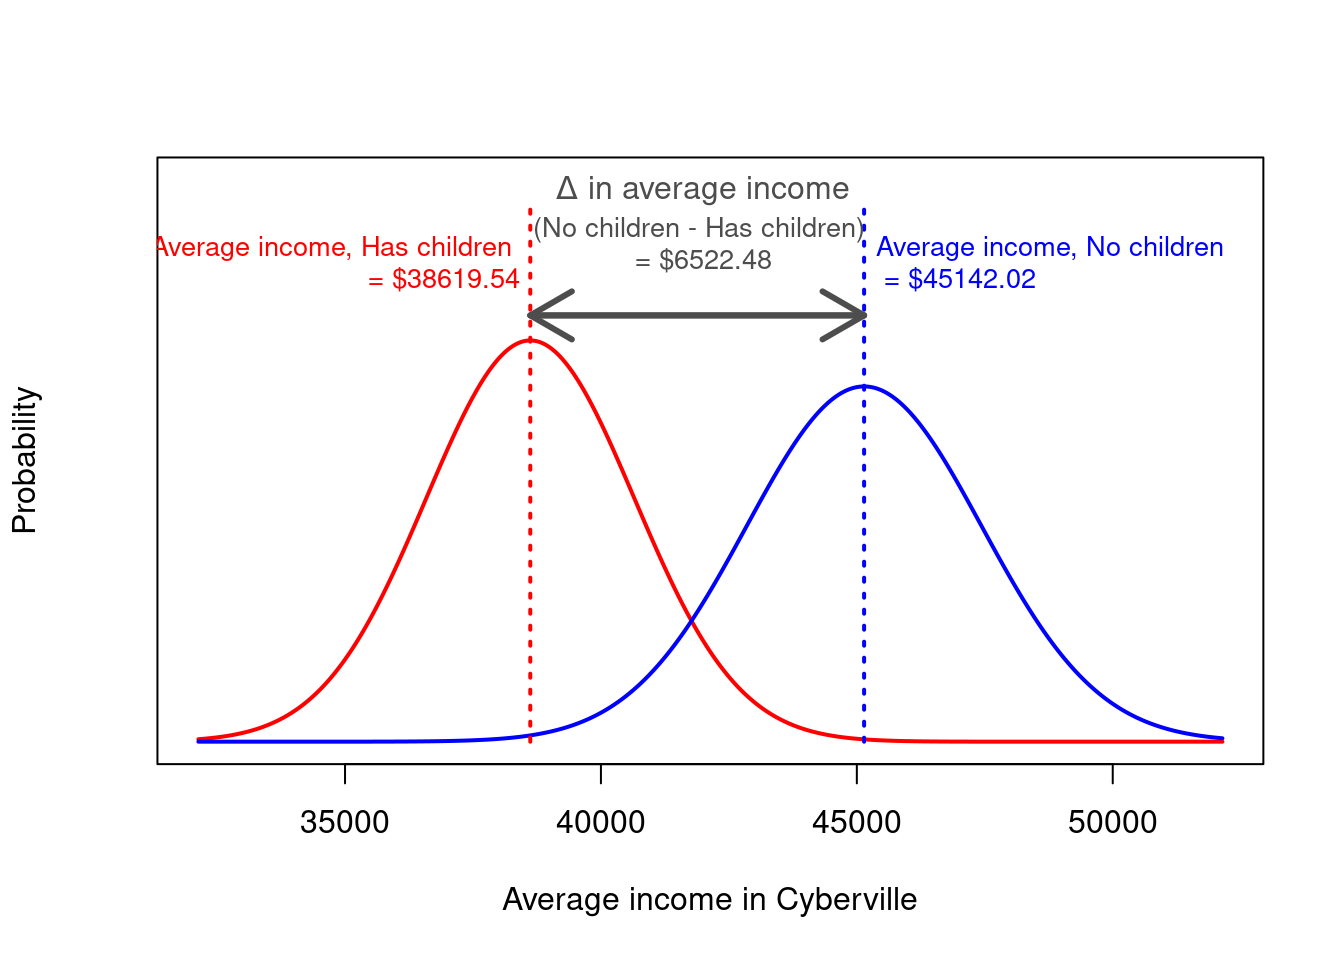 Δ in average income
(No children - Has children)
= $6522.48
Average income, Has children
= $38619.54
Average income, No children
= $45142.02
Probability
35000 40000 45000 50000
Average income in Cyberville